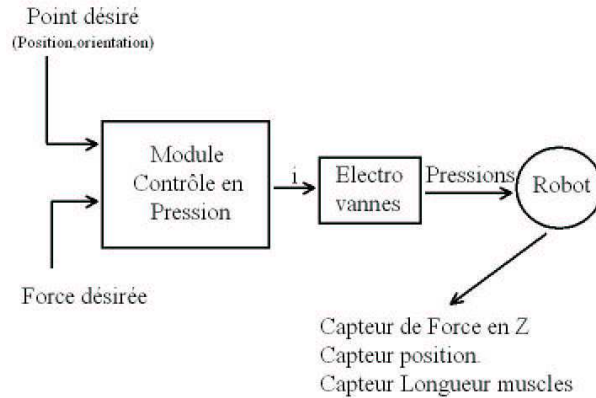 Point désiré
(Position,orientation)
Module
Contrôle en
Pression
i
Electro
vannes
Pressions
Robot
Force désirée
Capteur de Force en Z
Capteur position.
Capteur Longueur muscles